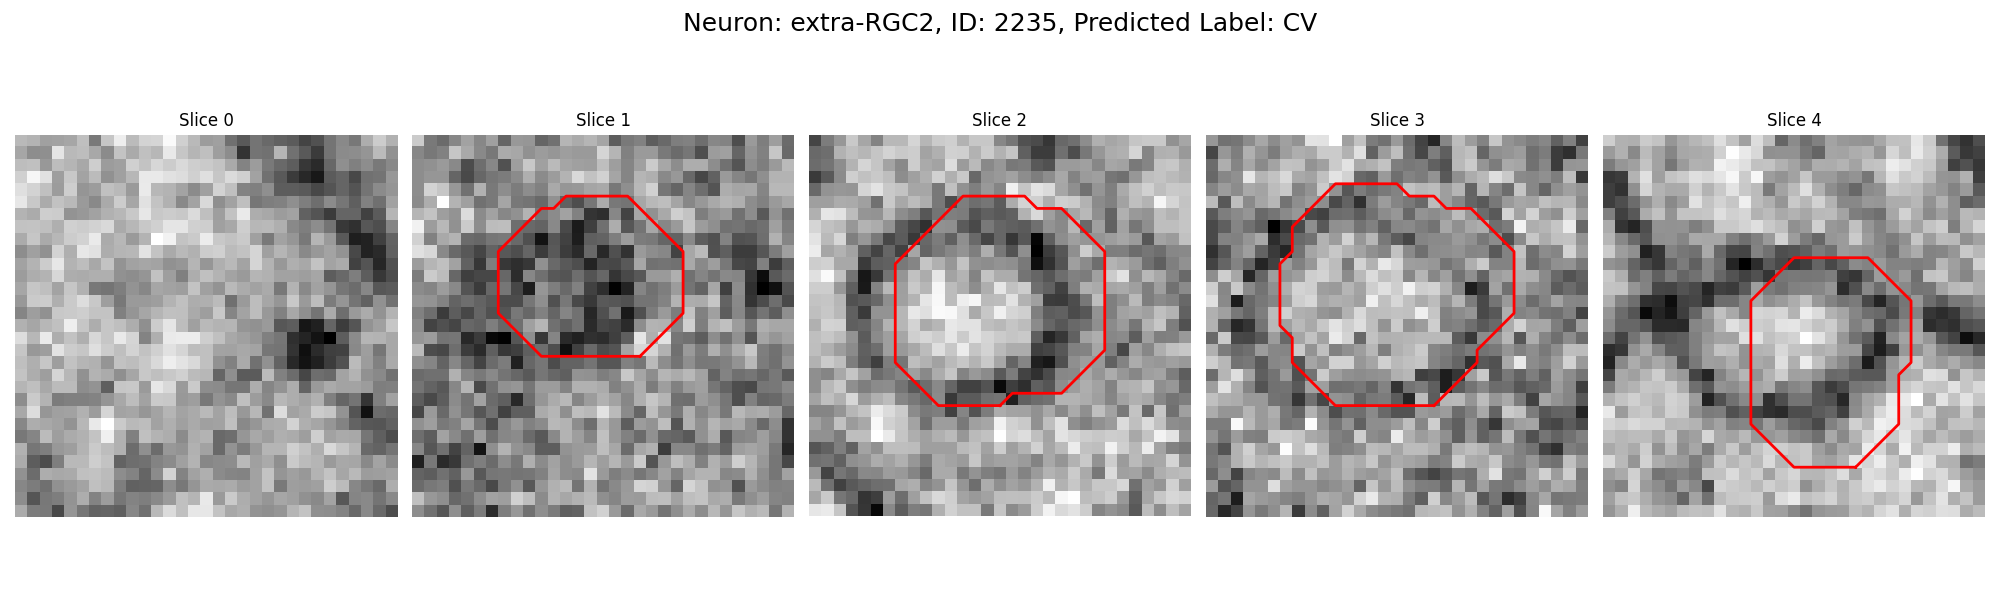 Neuron: extra-RGC2, ID: 2235, Predicted Label: CV
Slice 0
Slice 1
Slice 2
Slice 3
Slice 4